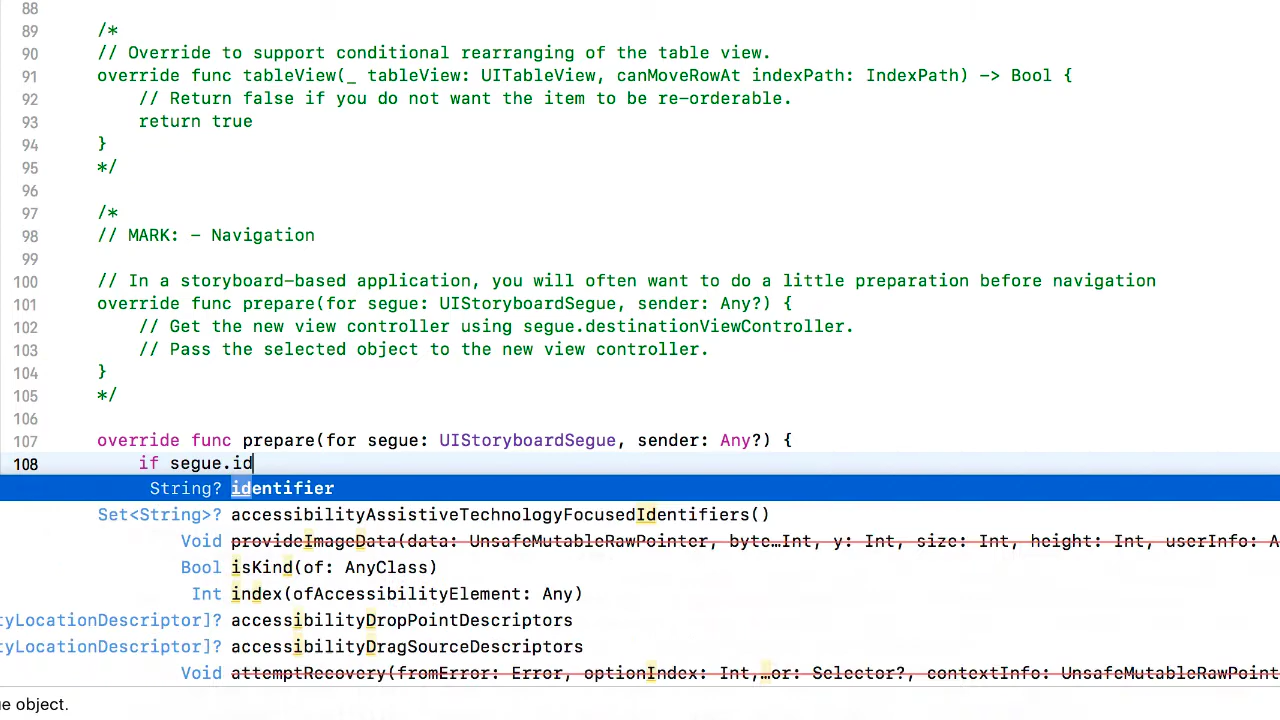 88
89 /*
90 // Override to support conditional rearranging of the table view.
91 override func tableView(_ tableView: UITableView, canMoveRowAt indexPath: IndexPath) -> Bool {
92 // Return false if you do not want the item to be re-orderable.
93 return true
94 }
95 */
96
97 /*
98 // MARK: - Navigation
99
100 // In a storyboard-based application, you will often want to do a little preparation before navigation
101 override func prepare(for segue: UIStoryboardSegue, sender: Any?) {
102 // Get the new view controller using segue.destinationViewController.
103 // Pass the selected object to the new view controller.
104 }
105 */
106
107 override func prepare(for segue: UIStoryboardSegue, sender: Any?) {
108 if segue.id
String? identifier
Set<String>? accessibilityAssistiveTechnologyFocusedIdentifiers()
Void provideImageData(data: UnsafeMutableRawPointer, byte…Int, y: Int, size: Int, height: Int, userInfo: A
Bool isKind(of: AnyClass)
Int index(ofAccessibilityElement: Any)
tyLocationDescriptor]? accessibilityDropPointDescriptors
tyLocationDescriptor]? accessibilityDragSourceDescriptors
Void attemptRecovery(fromError: Error, optionIndex: Int,…or: Selector?, contextInfo: UnsafeMutableRawPoint
e object.